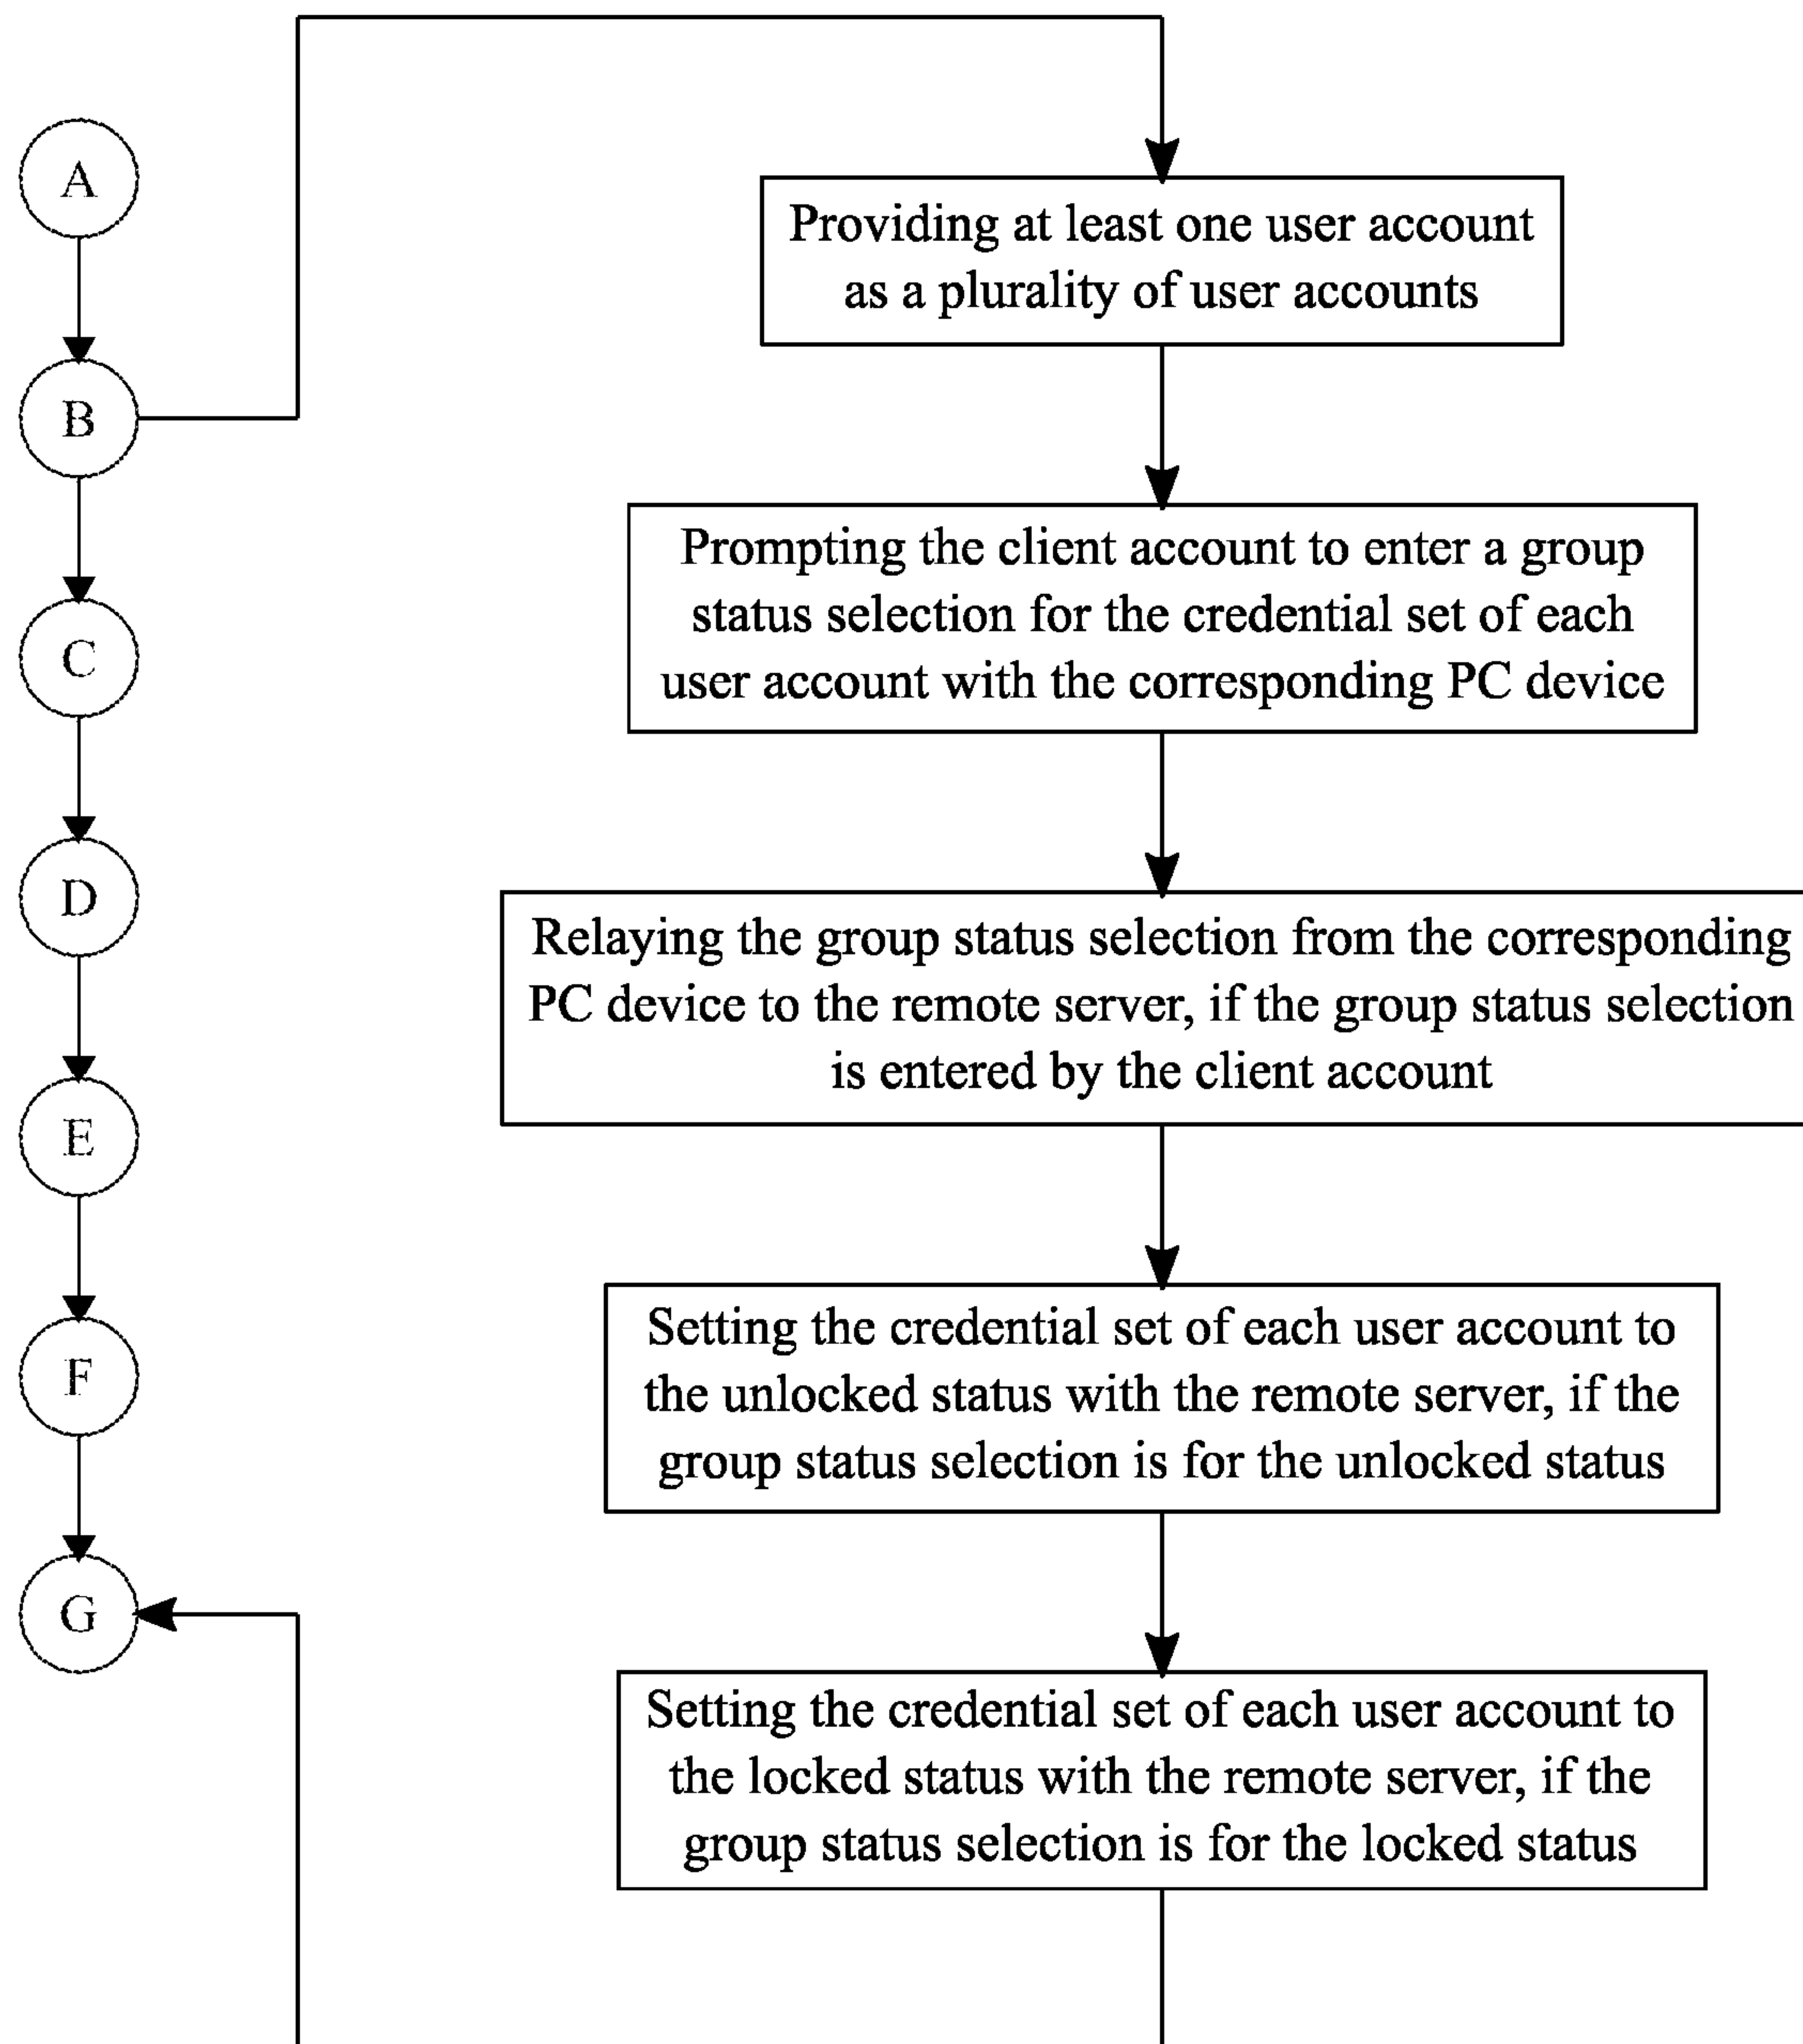 A
B
C
D
E
F
G
Providing at least one user account
as a plurality of user accounts
Prompting the client account to enter a group
status selection for the credential set of each
user account with the corresponding PC device
Relaying the group status selection from the corresponding
PC device to the remote server, if the group status selection
is entered by the client account
Setting the credential set of each user account to
the unlocked status with the remote server, if the
group status selection is for the unlocked status
Setting the credential set of each user account to
the locked status with the remote server, if the
group status selection is for the locked status